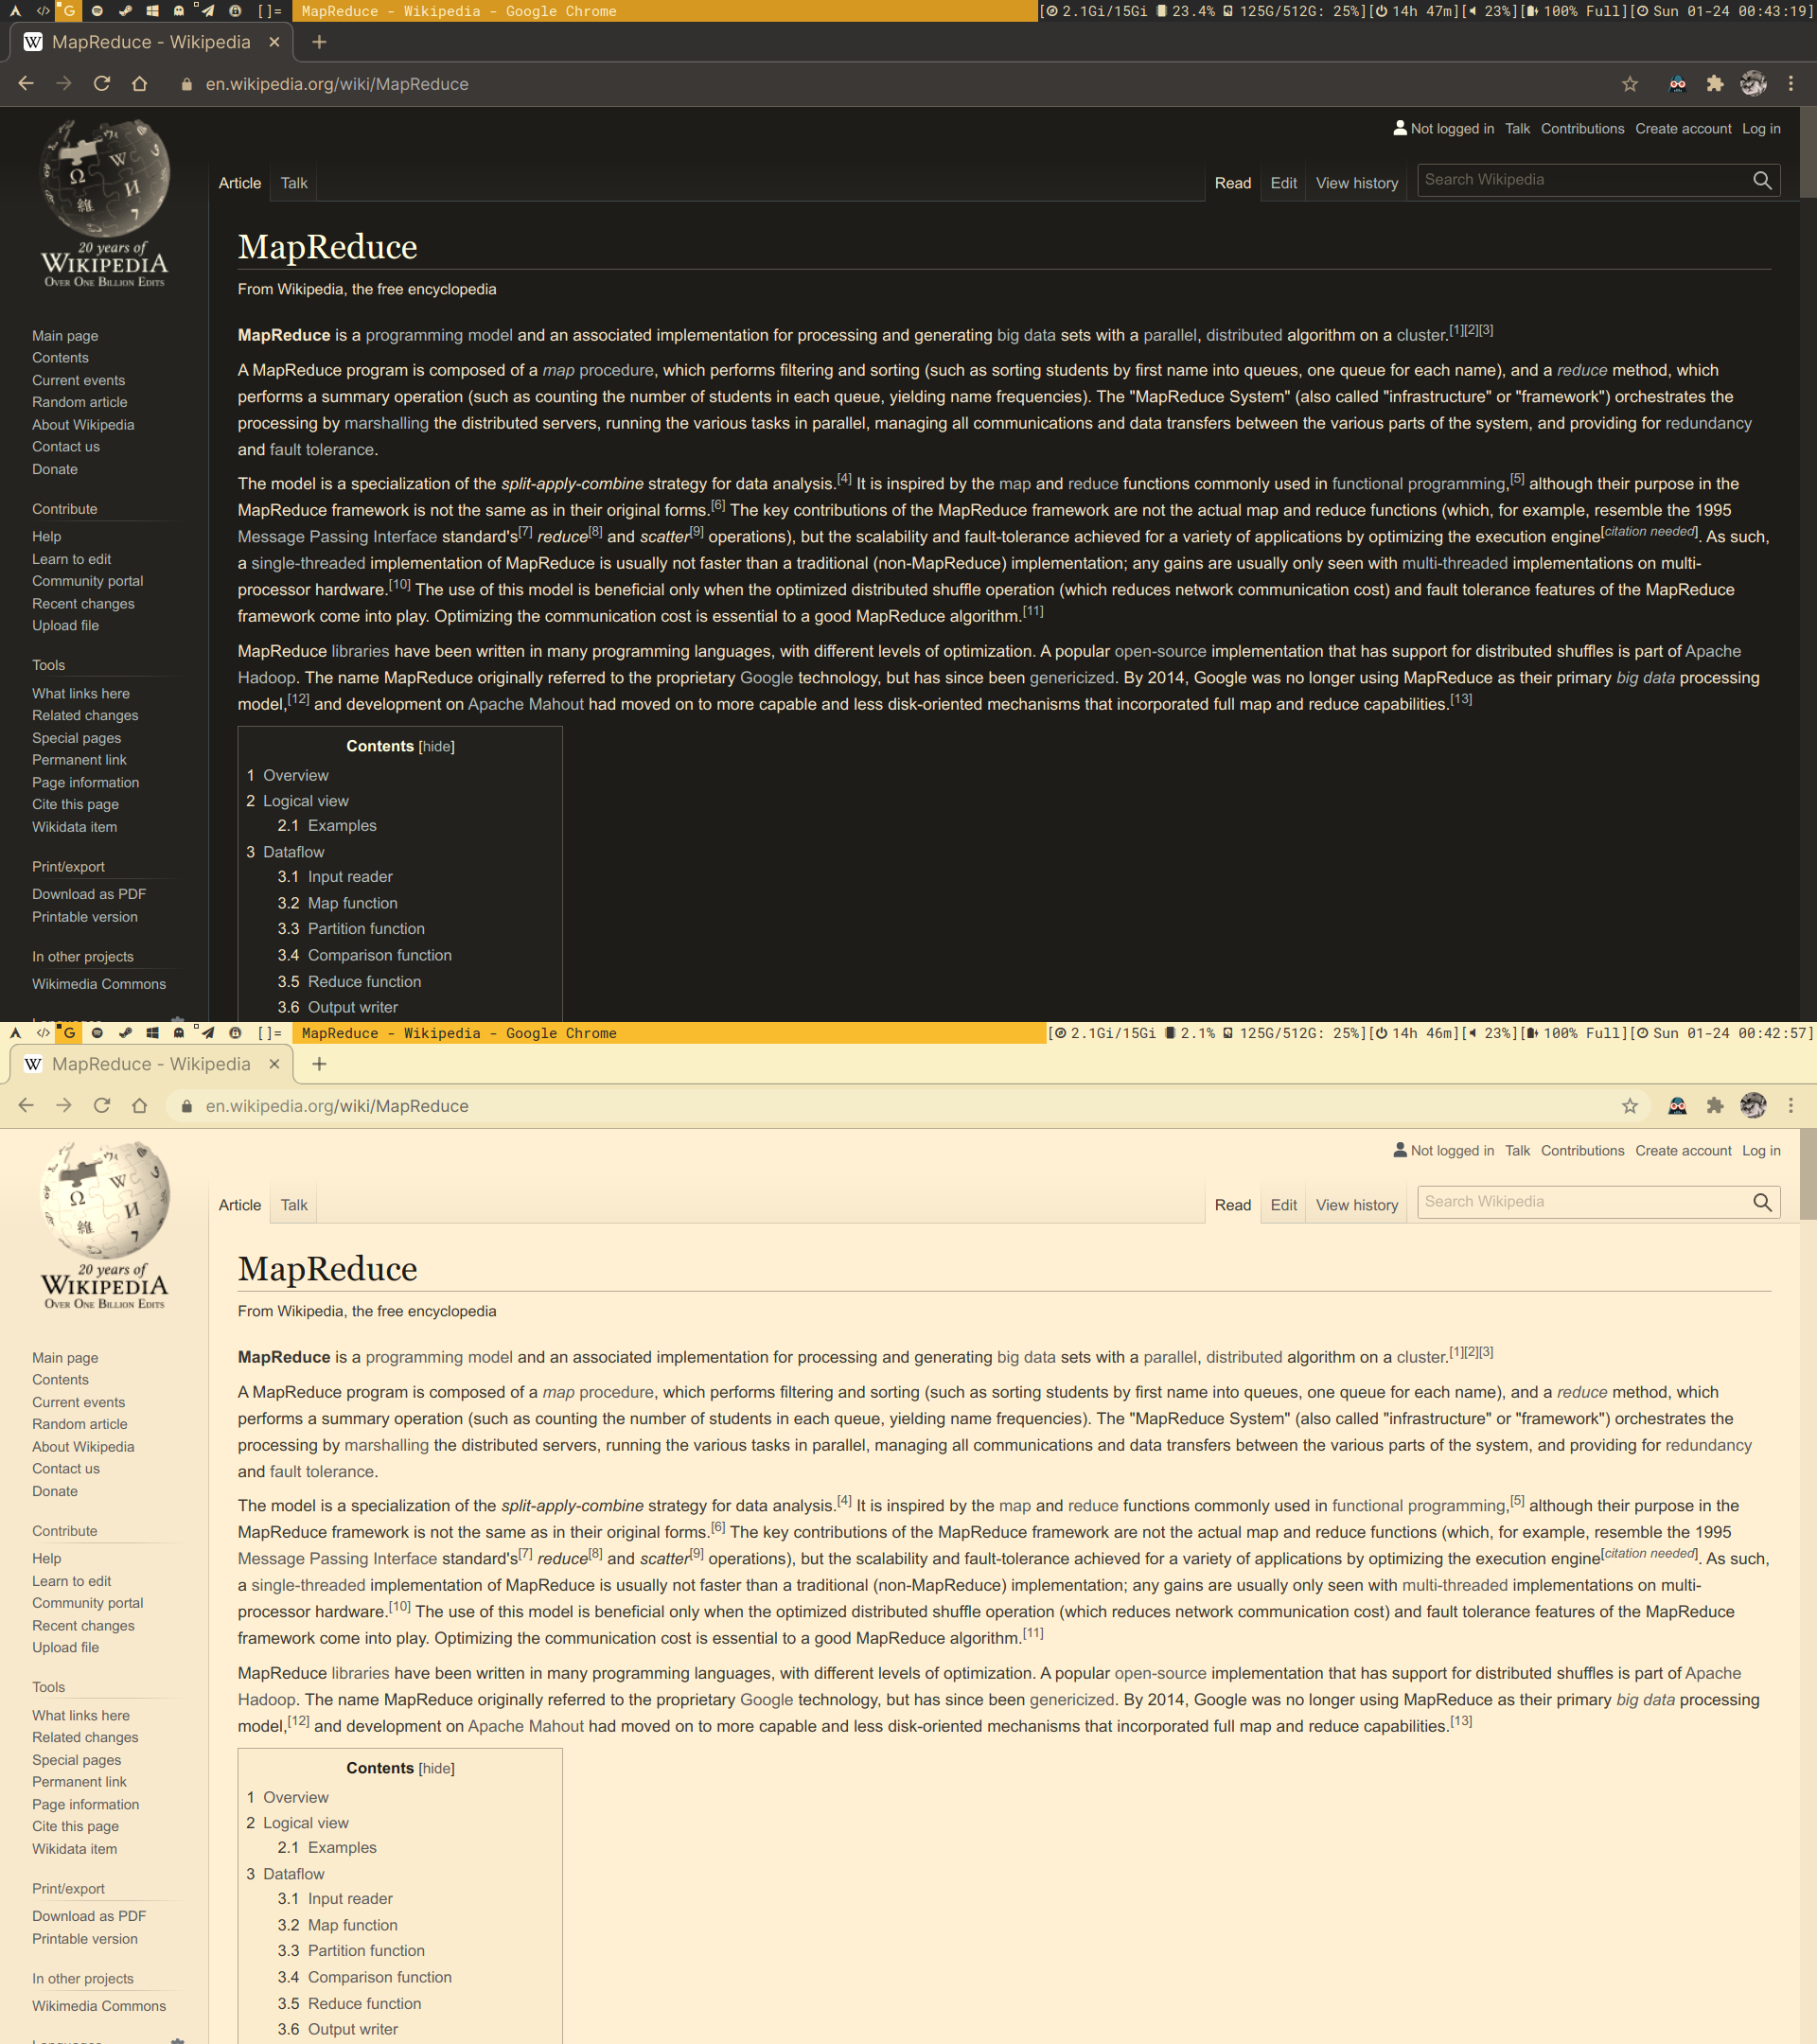 []= MapReduce - Wikipedia - Google Chrome [2.1Gi/15Gi 23.4% 125G/512G: 25%][14h 47m][23%][100% Full][Sun 01-24 00:43:19]
W MapReduce - Wikipedia × +
en.wikipedia.org/wiki/MapReduce
Not logged in Talk Contributions Create account Log in
Article Talk Read Edit View history Search Wikipedia
20 years of
WIKIPEDIA
OVER ONE BILLION EDITS
MapReduce
From Wikipedia, the free encyclopedia
Main page
Contents
Current events
Random article
About Wikipedia
Contact us
Donate
Contribute
Help
Learn to edit
Community portal
Recent changes
Upload file
Tools
What links here
Related changes
Special pages
Permanent link
Page information
Cite this page
Wikidata item
Print/export
Download as PDF
Printable version
In other projects
Wikimedia Commons
Languages
MapReduce is a programming model and an associated implementation for processing and generating big data sets with a parallel, distributed algorithm on a cluster.[1][2][3]
A MapReduce program is composed of a map procedure, which performs filtering and sorting (such as sorting students by first name into queues, one queue for each name), and a reduce method, which
performs a summary operation (such as counting the number of students in each queue, yielding name frequencies). The "MapReduce System" (also called "infrastructure" or "framework") orchestrates the
processing by marshalling the distributed servers, running the various tasks in parallel, managing all communications and data transfers between the various parts of the system, and providing for redundancy
and fault tolerance.
The model is a specialization of the split-apply-combine strategy for data analysis.[4] It is inspired by the map and reduce functions commonly used in functional programming,[5] although their purpose in the
MapReduce framework is not the same as in their original forms.[6] The key contributions of the MapReduce framework are not the actual map and reduce functions (which, for example, resemble the 1995
Message Passing Interface standard's[7] reduce[8] and scatter[9] operations), but the scalability and fault-tolerance achieved for a variety of applications by optimizing the execution engine[citation needed]. As such,
a single-threaded implementation of MapReduce is usually not faster than a traditional (non-MapReduce) implementation; any gains are usually only seen with multi-threaded implementations on multi-
processor hardware.[10] The use of this model is beneficial only when the optimized distributed shuffle operation (which reduces network communication cost) and fault tolerance features of the MapReduce
framework come into play. Optimizing the communication cost is essential to a good MapReduce algorithm.[11]
MapReduce libraries have been written in many programming languages, with different levels of optimization. A popular open-source implementation that has support for distributed shuffles is part of Apache
Hadoop. The name MapReduce originally referred to the proprietary Google technology, but has since been genericized. By 2014, Google was no longer using MapReduce as their primary big data processing
model,[12] and development on Apache Mahout had moved on to more capable and less disk-oriented mechanisms that incorporated full map and reduce capabilities.[13]
Contents [hide]
1 Overview
2 Logical view
2.1 Examples
3 Dataflow
3.1 Input reader
3.2 Map function
3.3 Partition function
3.4 Comparison function
3.5 Reduce function
3.6 Output writer
[]= MapReduce - Wikipedia - Google Chrome [2.1Gi/15Gi 2.1% 125G/512G: 25%][14h 46m][23%][100% Full][Sun 01-24 00:42:57]
W MapReduce - Wikipedia × +
en.wikipedia.org/wiki/MapReduce
Not logged in Talk Contributions Create account Log in
Article Talk Read Edit View history Search Wikipedia
20 years of
WIKIPEDIA
OVER ONE BILLION EDITS
MapReduce
From Wikipedia, the free encyclopedia
Main page
Contents
Current events
Random article
About Wikipedia
Contact us
Donate
Contribute
Help
Learn to edit
Community portal
Recent changes
Upload file
Tools
What links here
Related changes
Special pages
Permanent link
Page information
Cite this page
Wikidata item
Print/export
Download as PDF
Printable version
In other projects
Wikimedia Commons
Languages
MapReduce is a programming model and an associated implementation for processing and generating big data sets with a parallel, distributed algorithm on a cluster.[1][2][3]
A MapReduce program is composed of a map procedure, which performs filtering and sorting (such as sorting students by first name into queues, one queue for each name), and a reduce method, which
performs a summary operation (such as counting the number of students in each queue, yielding name frequencies). The "MapReduce System" (also called "infrastructure" or "framework") orchestrates the
processing by marshalling the distributed servers, running the various tasks in parallel, managing all communications and data transfers between the various parts of the system, and providing for redundancy
and fault tolerance.
The model is a specialization of the split-apply-combine strategy for data analysis.[4] It is inspired by the map and reduce functions commonly used in functional programming,[5] although their purpose in the
MapReduce framework is not the same as in their original forms.[6] The key contributions of the MapReduce framework are not the actual map and reduce functions (which, for example, resemble the 1995
Message Passing Interface standard's[7] reduce[8] and scatter[9] operations), but the scalability and fault-tolerance achieved for a variety of applications by optimizing the execution engine[citation needed]. As such,
a single-threaded implementation of MapReduce is usually not faster than a traditional (non-MapReduce) implementation; any gains are usually only seen with multi-threaded implementations on multi-
processor hardware.[10] The use of this model is beneficial only when the optimized distributed shuffle operation (which reduces network communication cost) and fault tolerance features of the MapReduce
framework come into play. Optimizing the communication cost is essential to a good MapReduce algorithm.[11]
MapReduce libraries have been written in many programming languages, with different levels of optimization. A popular open-source implementation that has support for distributed shuffles is part of Apache
Hadoop. The name MapReduce originally referred to the proprietary Google technology, but has since been genericized. By 2014, Google was no longer using MapReduce as their primary big data processing
model,[12] and development on Apache Mahout had moved on to more capable and less disk-oriented mechanisms that incorporated full map and reduce capabilities.[13]
Contents [hide]
1 Overview
2 Logical view
2.1 Examples
3 Dataflow
3.1 Input reader
3.2 Map function
3.3 Partition function
3.4 Comparison function
3.5 Reduce function
3.6 Output writer